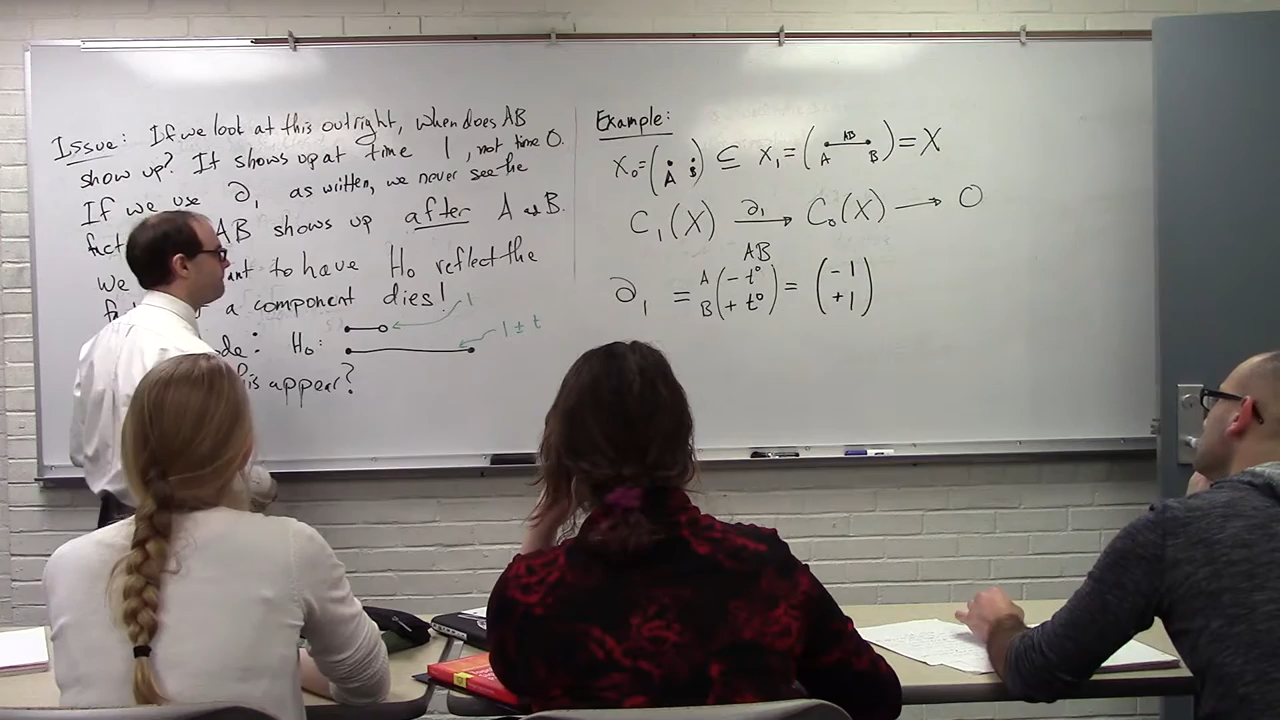 Issue: If we look at this outright, when does AB
show up? It shows up at time 1, not time 0.
If we use ∂₁ as written, we never see the
fact AB shows up after A or B.
we to have H₀ reflect the
a component dies!
1
H₀:
1 ± t
this appear?
Example:
X₀ = ( A B ) ⊆ X₁ = ( A AB B ) = X
C₁(X) ∂₁→ C₀(X) → 0
AB
∂₁ = A B ( -t⁰ +t⁰ ) = ( -1 +1 )